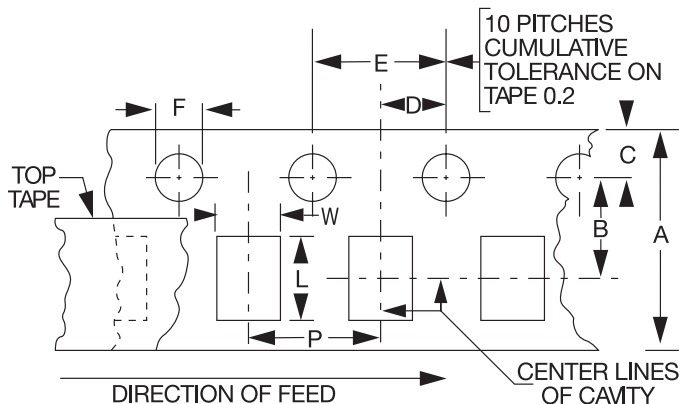 10 PITCHES
CUMULATIVE
TOLERANCE ON
TAPE 0.2
E
F
D
C
TOP
TAPE
W
B
A
L
P
CENTER LINES
OF CAVITY
DIRECTION OF FEED